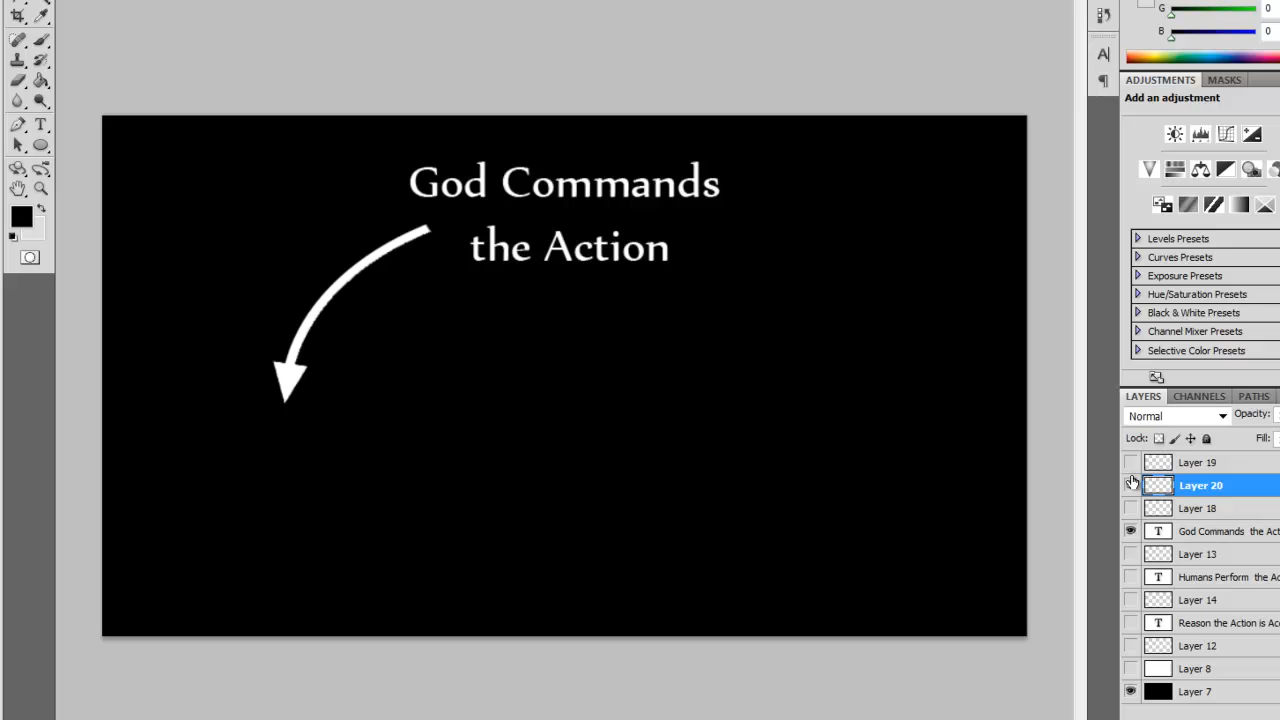 G 0
B 0
A
ADJUSTMENTS MASKS
Add an adjustment
God Commands
the Action
Levels Presets
Curves Presets
Exposure Presets
Hue/Saturation Presets
Black & White Presets
Channel Mixer Presets
Selective Color Presets
LAYERS CHANNELS PATHS
Normal Opacity:
Lock: Fill:
Layer 19
Layer 20
Layer 18
T God Commands the Act
Layer 13
T Humans Perform the Ac
Layer 14
T Reason the Action is Acc
Layer 12
Layer 8
Layer 7